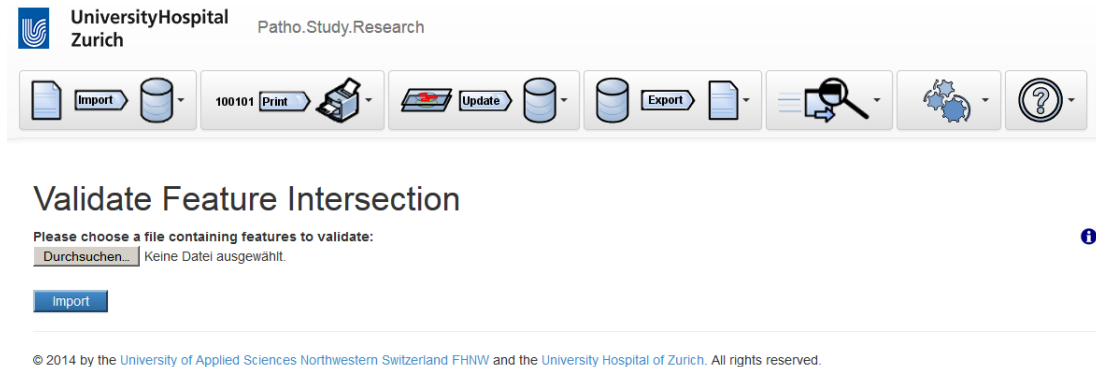 UniversityHospital
Zurich
Patho.Study.Research
Import
100101 Print
Update
Export
Validate Feature Intersection
Please choose a file containing features to validate:
Durchsuchen... Keine Datei ausgewählt.
Import
© 2014 by the University of Applied Sciences Northwestern Switzerland FHNW and the University Hospital of Zurich. All rights reserved.